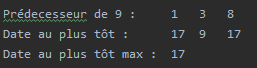 Prédecesseur de 9 : 1 3 8
Date au plus tôt : 17 9 17
Date au plus tôt max : 17